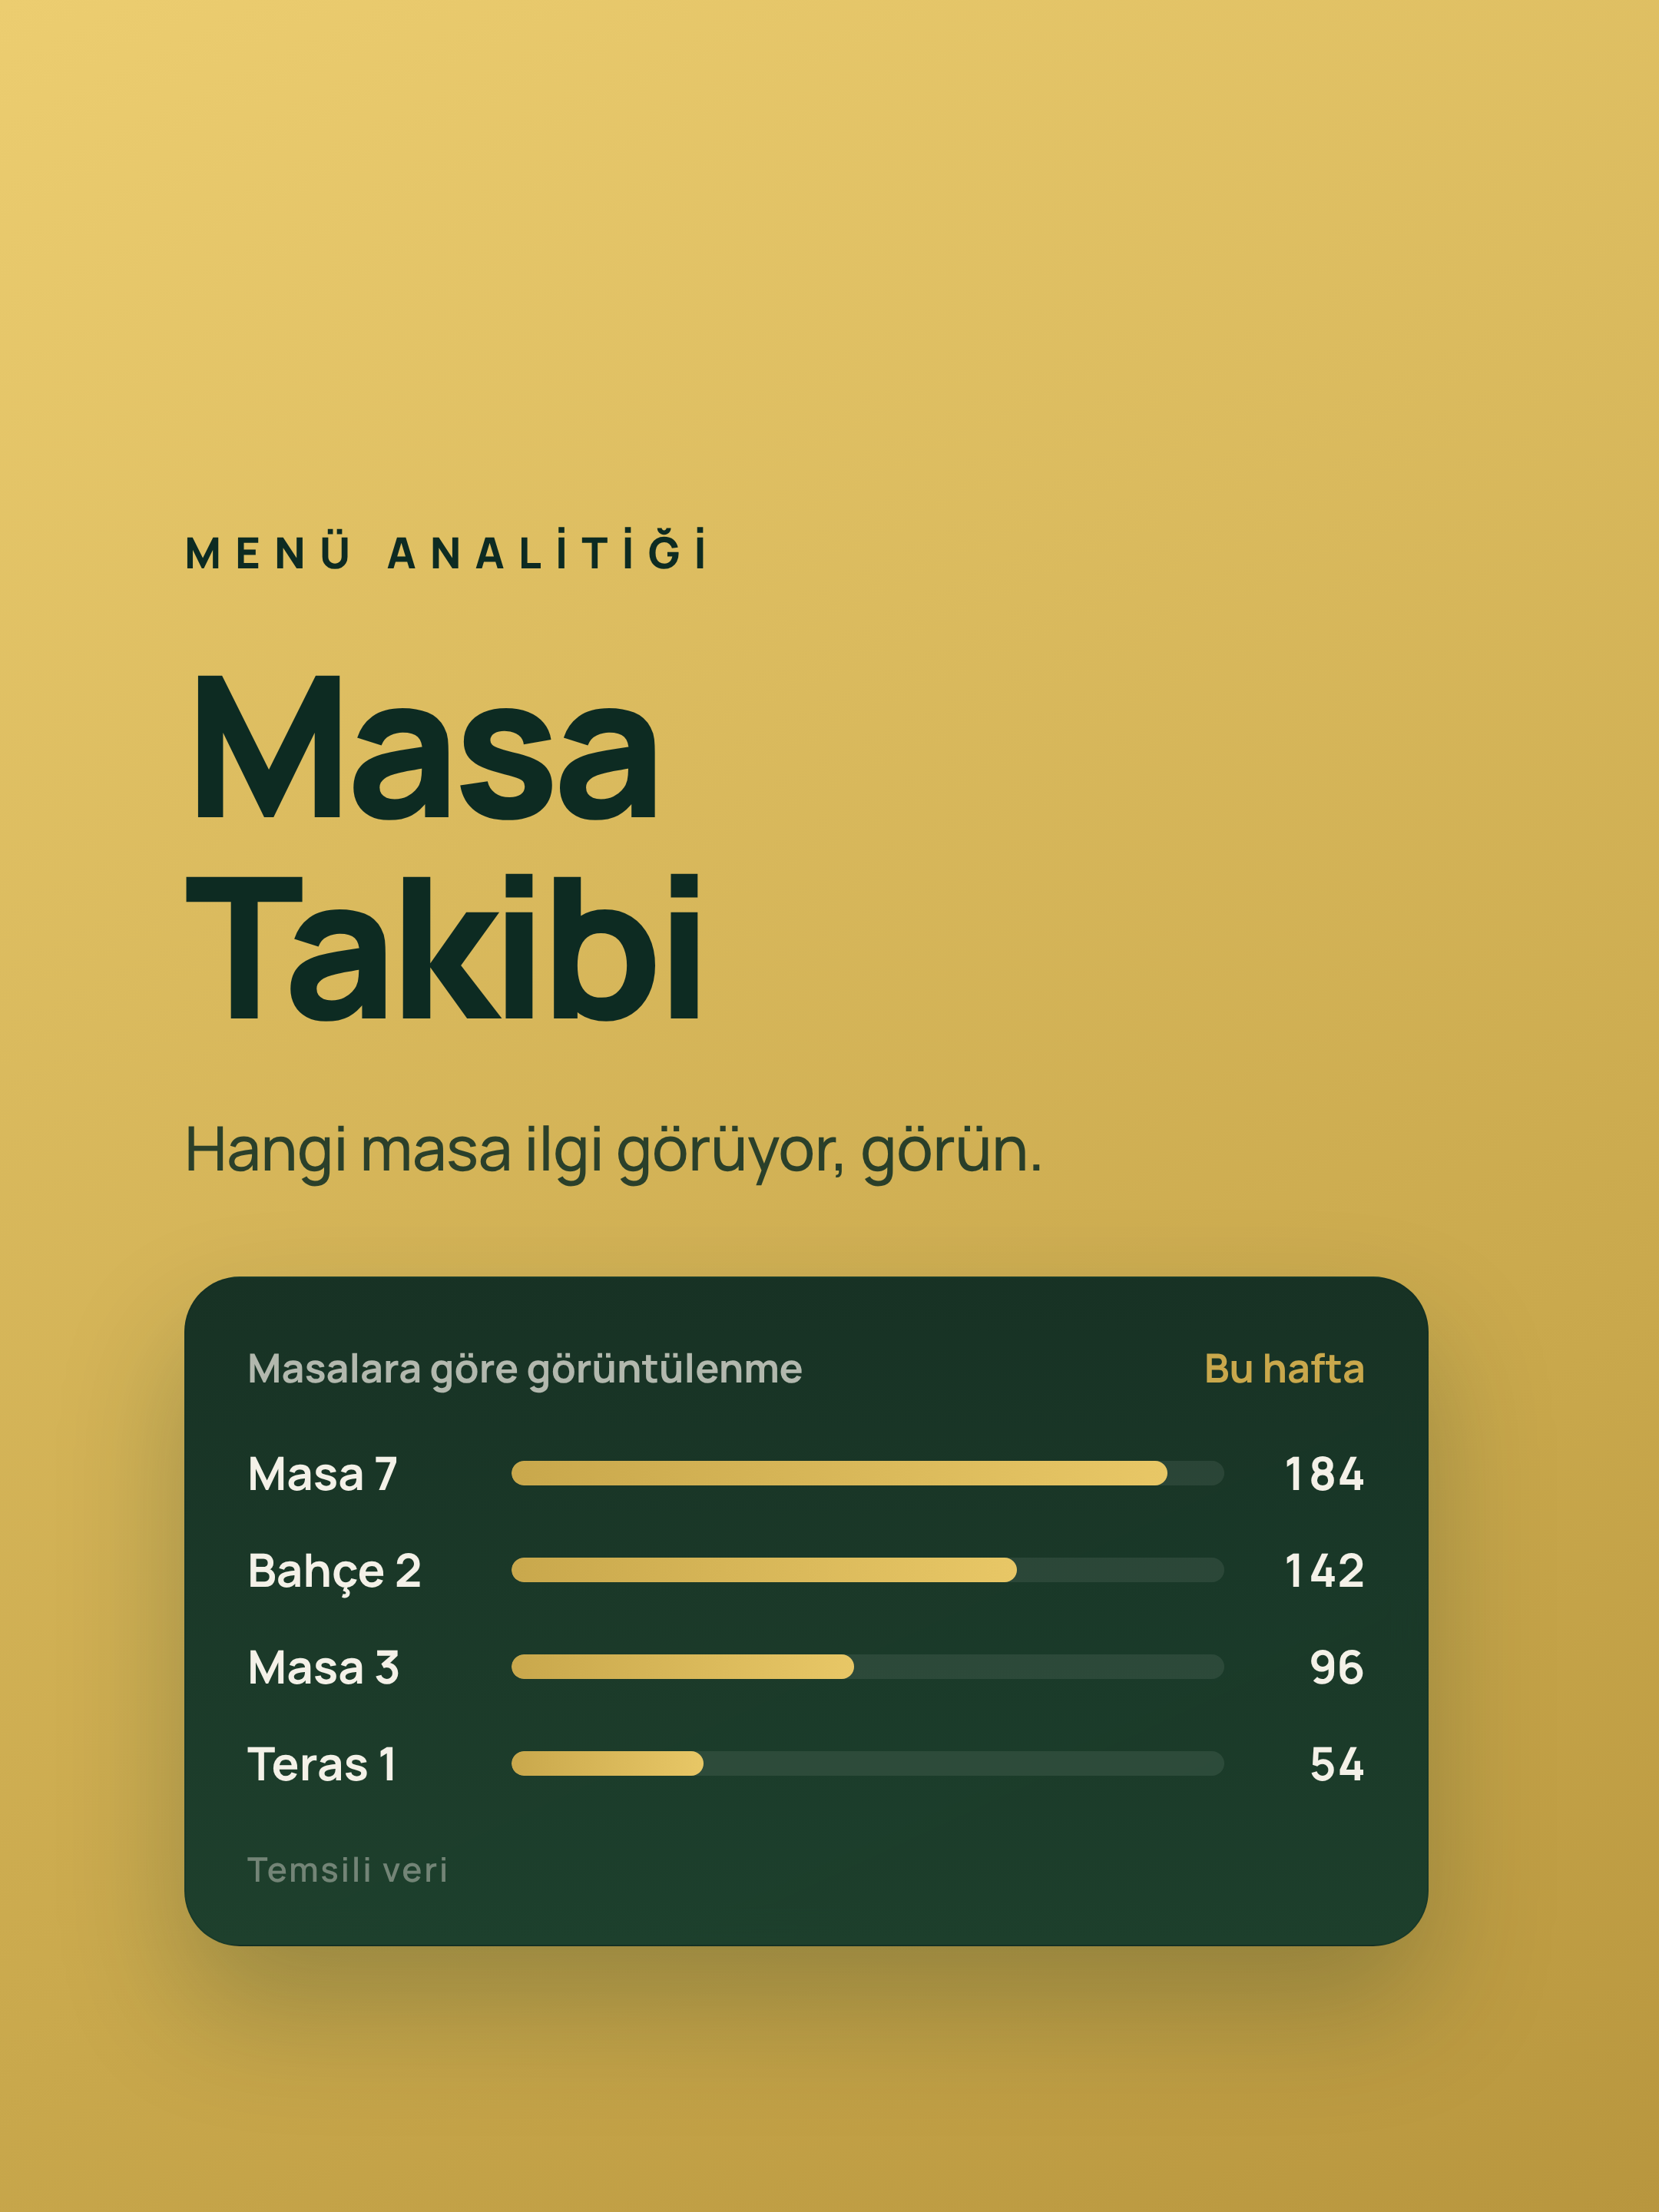 MENÜ ANALİTİĞİ
Masa
Takibi
Hangi masa ilgi görüyor, görün.
Masalara göre görüntülenme Bu hafta
Masa 7 184
Bahçe 2 142
Masa 3 96
Teras 1 54
Temsili veri